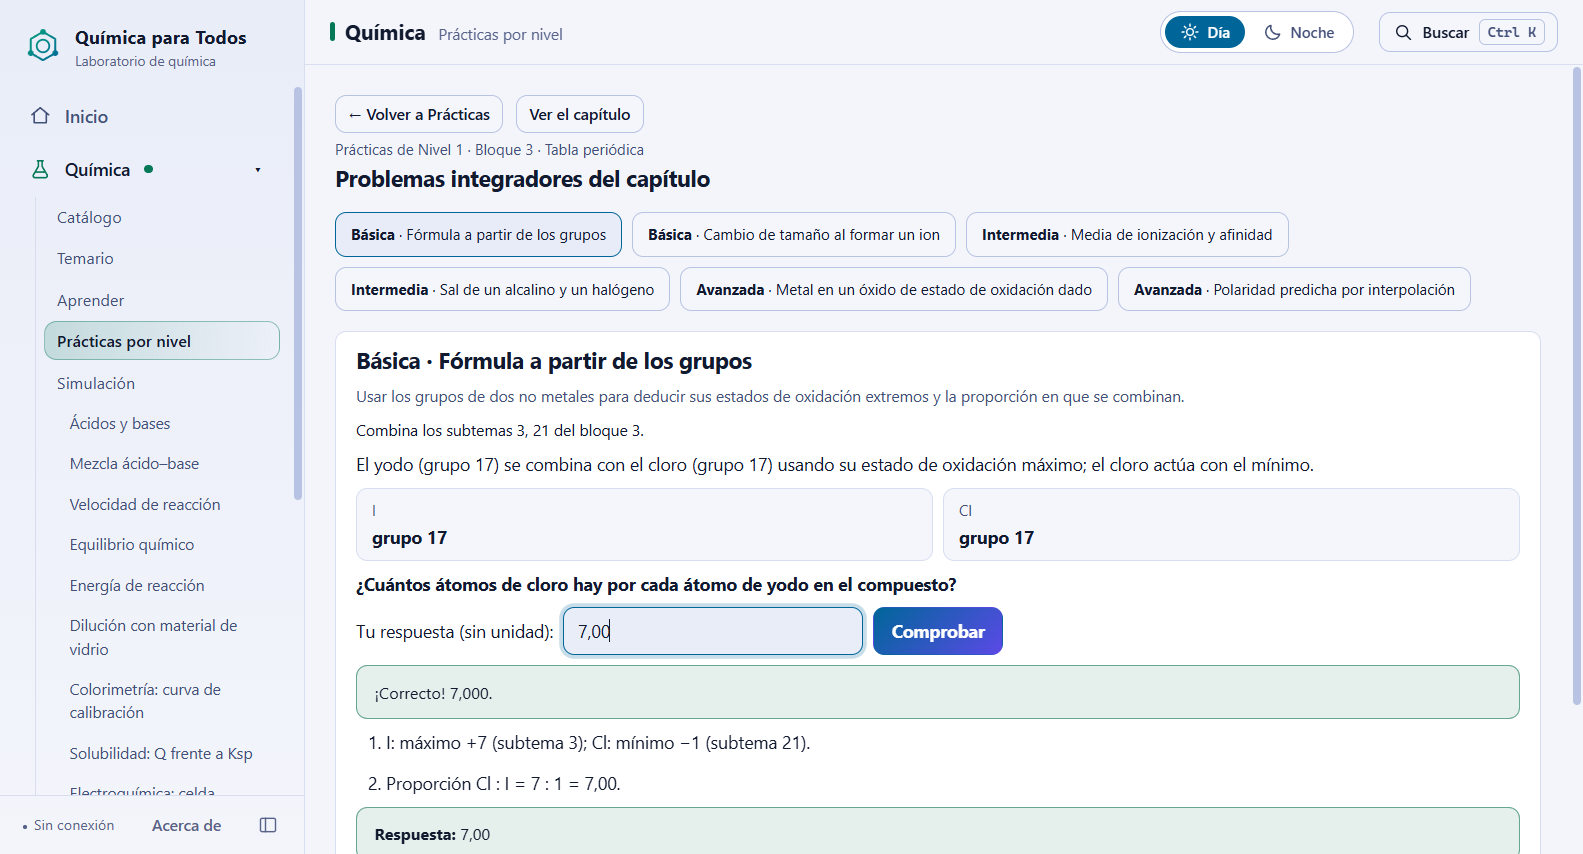 Química para Todos
Laboratorio de química
Inicio
Química
Catálogo
Temario
Aprender
Prácticas por nivel
Simulación
Ácidos y bases
Mezcla ácido–base
Velocidad de reacción
Equilibrio químico
Energía de reacción
Dilución con material de
vidrio
Colorimetría: curva de
calibración
Solubilidad: Q frente a Ksp
Electroquímica: celda
Sin conexión
Acerca de
Química
Prácticas por nivel
Día
Noche
Buscar
Ctrl K
← Volver a Prácticas
Ver el capítulo
Prácticas de Nivel 1 · Bloque 3 · Tabla periódica
Problemas integradores del capítulo
Básica · Fórmula a partir de los grupos
Básica · Cambio de tamaño al formar un ion
Intermedia · Media de ionización y afinidad
Intermedia · Sal de un alcalino y un halógeno
Avanzada · Metal en un óxido de estado de oxidación dado
Avanzada · Polaridad predicha por interpolación
Básica · Fórmula a partir de los grupos
Usar los grupos de dos no metales para deducir sus estados de oxidación extremos y la proporción en que se combinan.
Combina los subtemas 3, 21 del bloque 3.
El yodo (grupo 17) se combina con el cloro (grupo 17) usando su estado de oxidación máximo; el cloro actúa con el mínimo.
I
grupo 17
Cl
grupo 17
¿Cuántos átomos de cloro hay por cada átomo de yodo en el compuesto?
Tu respuesta (sin unidad):
7,00
Comprobar
¡Correcto! 7,000.
1. I: máximo +7 (subtema 3); Cl: mínimo −1 (subtema 21).
2. Proporción Cl : I = 7 : 1 = 7,00.
Respuesta: 7,00